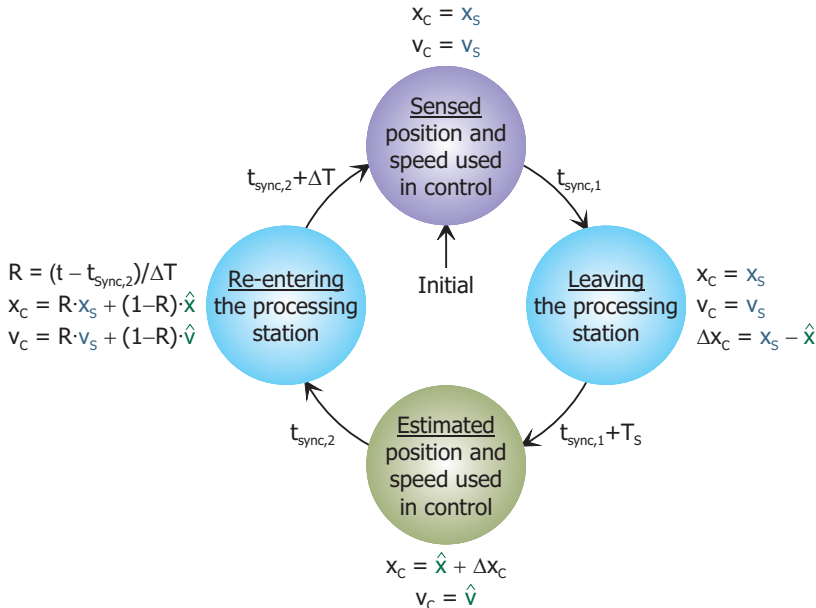 x_C = x_S
v_C = v_S
Sensed
position and
speed used
in control
t_sync,2+ΔT
t_sync,1
Initial
R = (t – t_Sync,2)/ΔT
x_C = R·x_S + (1–R)·x̂
v_C = R·v_S + (1–R)·v̂
Re-entering
the processing
station
Leaving
the processing
station
x_C = x_S
v_C = v_S
Δx_C = x_S – x̂
t_sync,2
t_sync,1+T_S
Estimated
position and
speed used
in control
x_C = x̂ + Δx_C
v_C = v̂